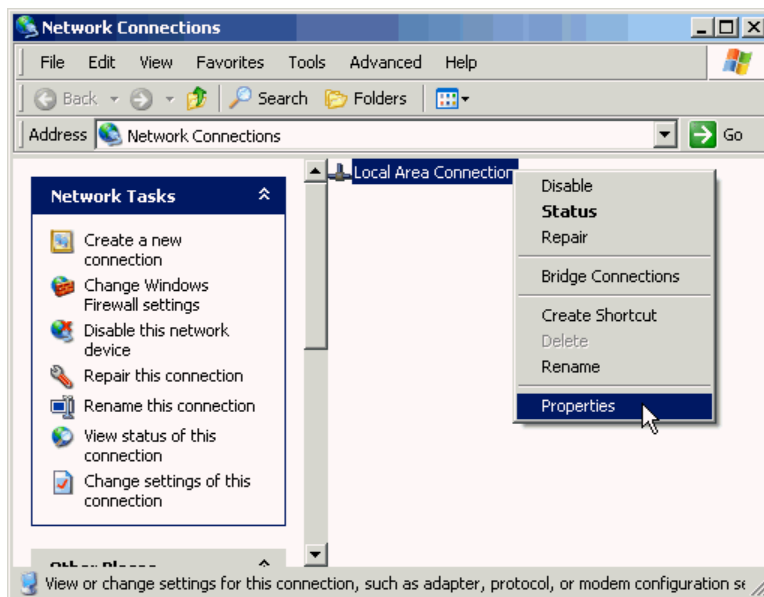 Network Connections
File Edit View Favorites Tools Advanced Help
Back Search Folders
Address Network Connections Go
Network Tasks
Create a new
connection
Change Windows
Firewall settings
Disable this network
device
Repair this connection
Rename this connection
View status of this
connection
Change settings of this
connection
Other Places
Local Area Connection
Disable
Status
Repair
Bridge Connections
Create Shortcut
Delete
Rename
Properties
View or change settings for this connection, such as adapter, protocol, or modem configuration se